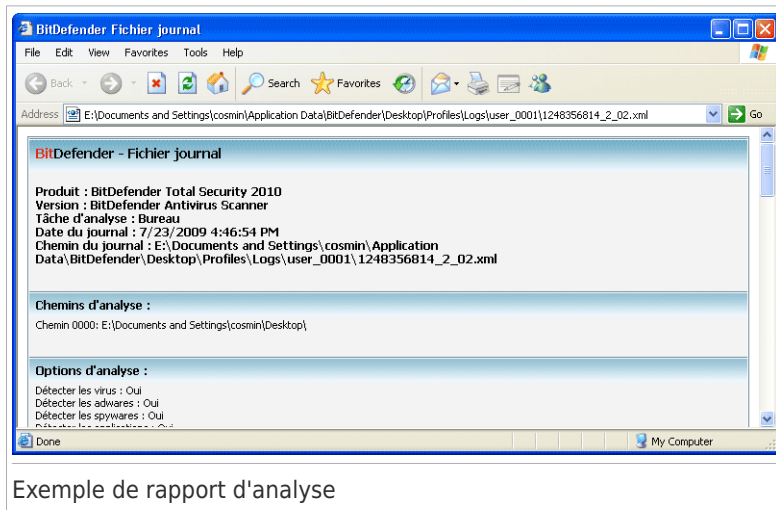 BitDefender Fichier journal
File Edit View Favorites Tools Help
Back Search Favorites
Address E:\Documents and Settings\cosmin\Application Data\BitDefender\Desktop\Profiles\Logs\user_0001\1248356814_2_02.xml Go
BitDefender - Fichier journal
Produit : BitDefender Total Security 2010
Version : BitDefender Antivirus Scanner
Tâche d'analyse : Bureau
Date du journal : 7/23/2009 4:46:54 PM
Chemin du journal : E:\Documents and Settings\cosmin\Application
Data\BitDefender\Desktop\Profiles\Logs\user_0001\1248356814_2_02.xml
Chemins d'analyse :
Chemin 0000: E:\Documents and Settings\cosmin\Desktop\
Options d'analyse :
Détecter les virus : Oui
Détecter les adwares : Oui
Détecter les spywares : Oui
Done My Computer
Exemple de rapport d'analyse